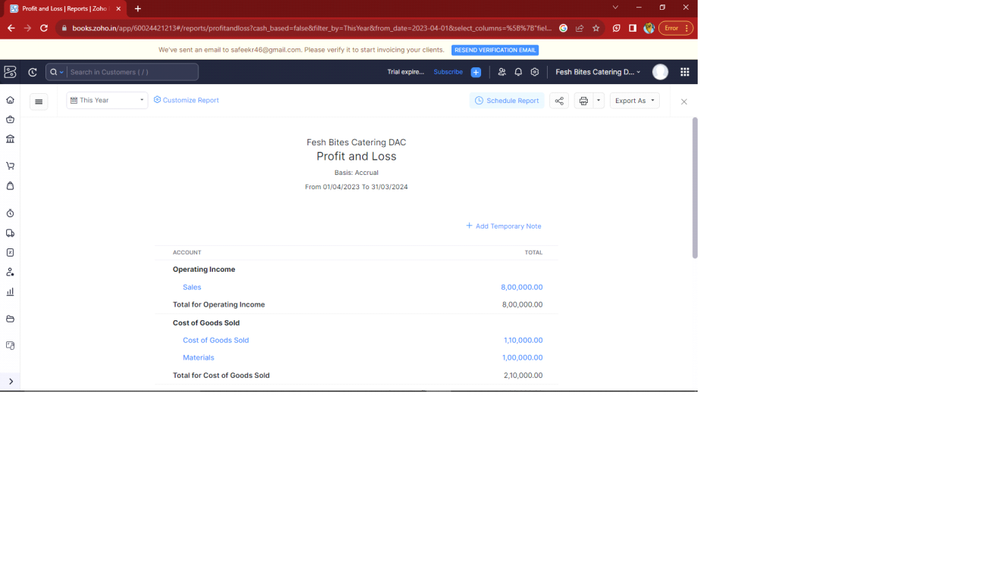 Profit and Loss | Reports | Zoho
books.zoho.in/app/60024421213#/reports/profitandloss?cash_based=false&filter_by=ThisYear&from_date=2023-04-01&select_columns=%5B%7B"fiel...
Error
We've sent an email to safeekr46@gmail.com. Please verify it to start invoicing your clients.
RESEND VERIFICATION EMAIL
Search in Customers ( / )
Trial expire...
Subscribe
Fesh Bites Catering D...
This Year
Customize Report
Schedule Report
Export As
Fesh Bites Catering DAC
Profit and Loss
Basis: Accrual
From 01/04/2023 To 31/03/2024
Add Temporary Note
ACCOUNT TOTAL
Operating Income
Sales 8,00,000.00
Total for Operating Income 8,00,000.00
Cost of Goods Sold
Cost of Goods Sold 1,10,000.00
Materials 1,00,000.00
Total for Cost of Goods Sold 2,10,000.00